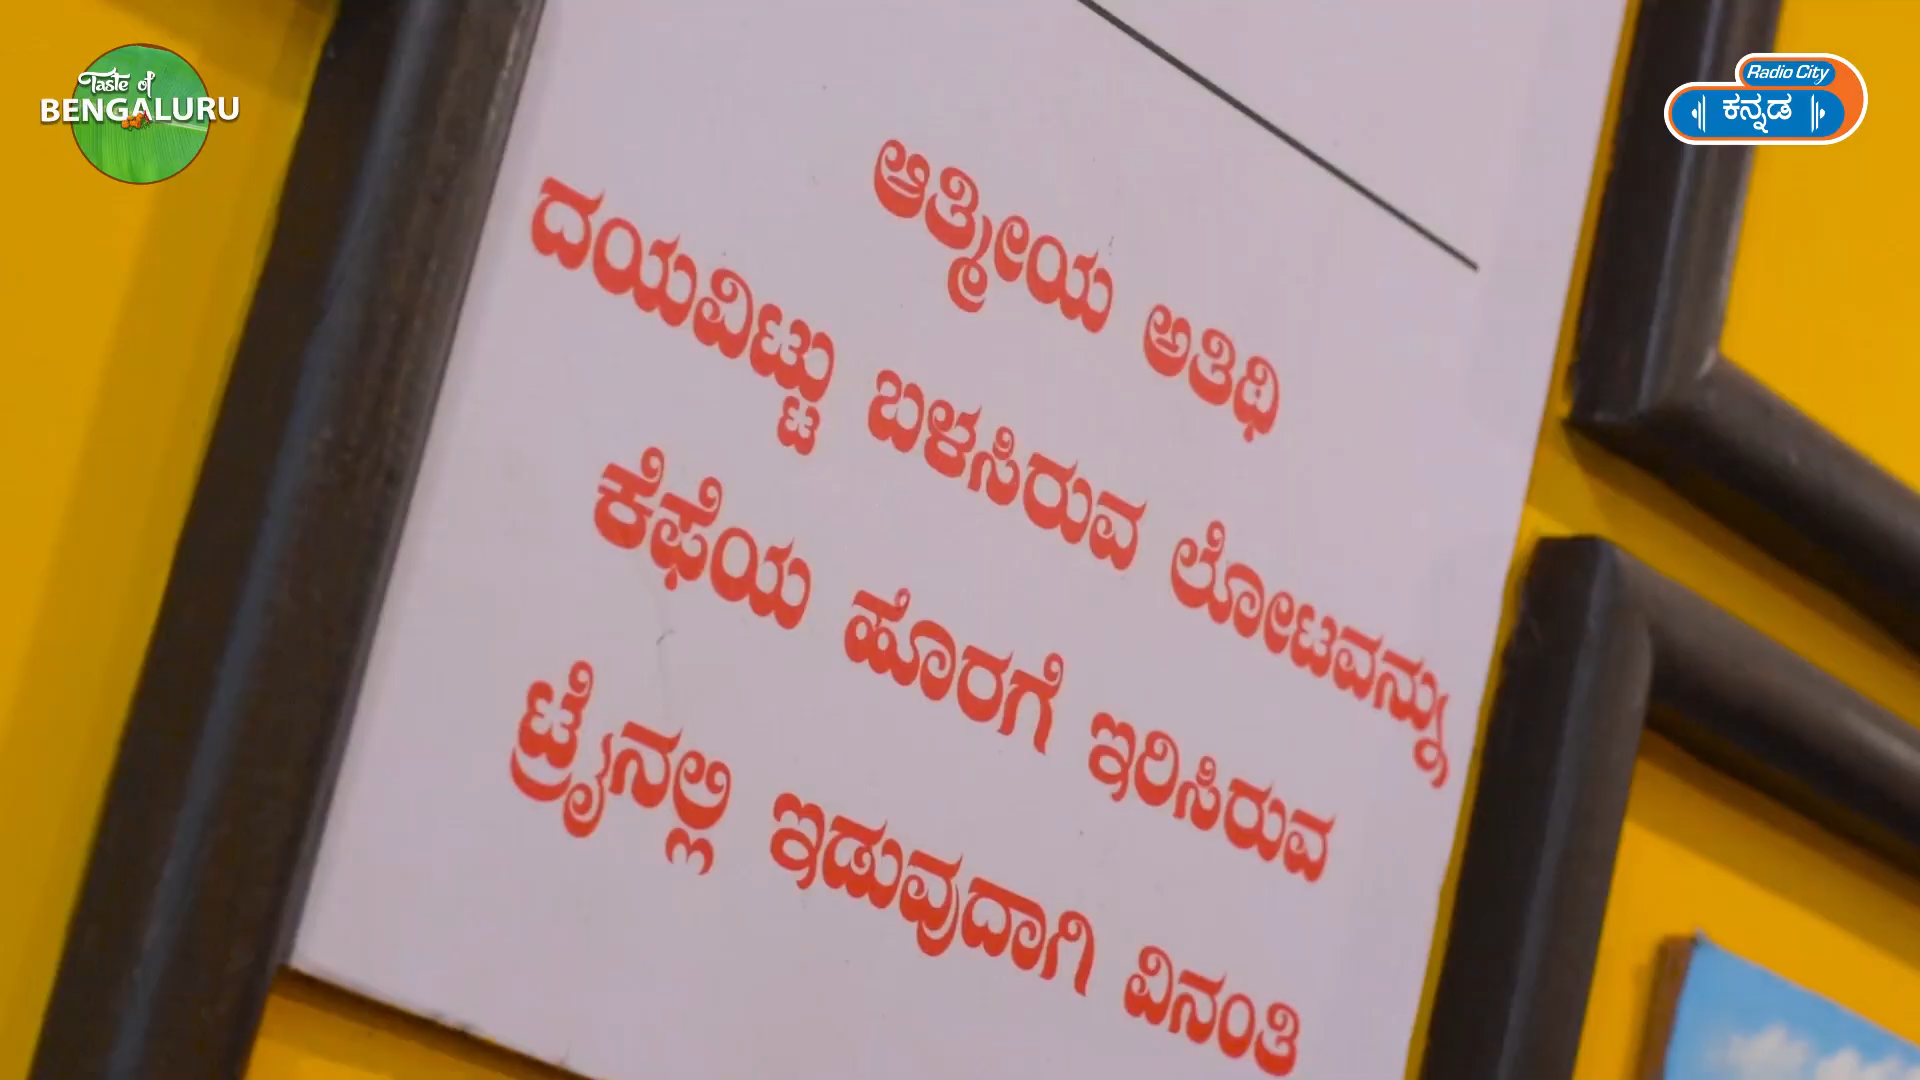 Taste of
BENGALURU
Radio City
ಕನ್ನಡ
ಆತ್ಮೀಯ ಅತಿಥಿ
ದಯವಿಟ್ಟು ಬಳಸಿರುವ ಲೋಟವನ್ನು
ಕೆಫೆಯ ಹೊರಗೆ ಇರಿಸಿರುವ
ಟ್ರೈನಲ್ಲಿ ಇಡುವುದಾಗಿ ವಿನಂತಿ